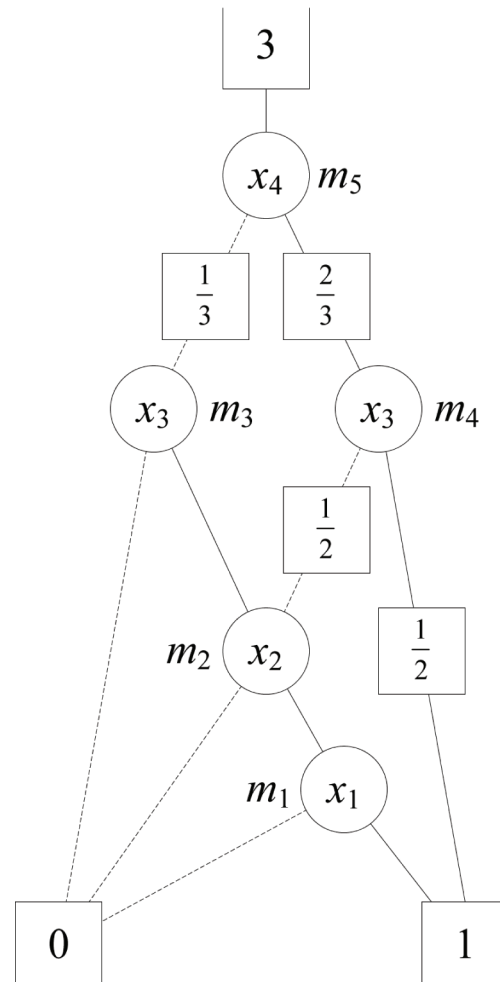 3
x₄ m₅
1/3 2/3
x₃ m₃ x₃ m₄
1/2
m₂ x₂ 1/2
m₁ x₁
0 1